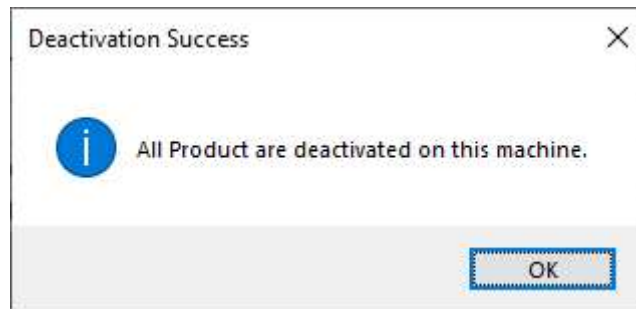 Deactivation Success
All Product are deactivated on this machine.
OK